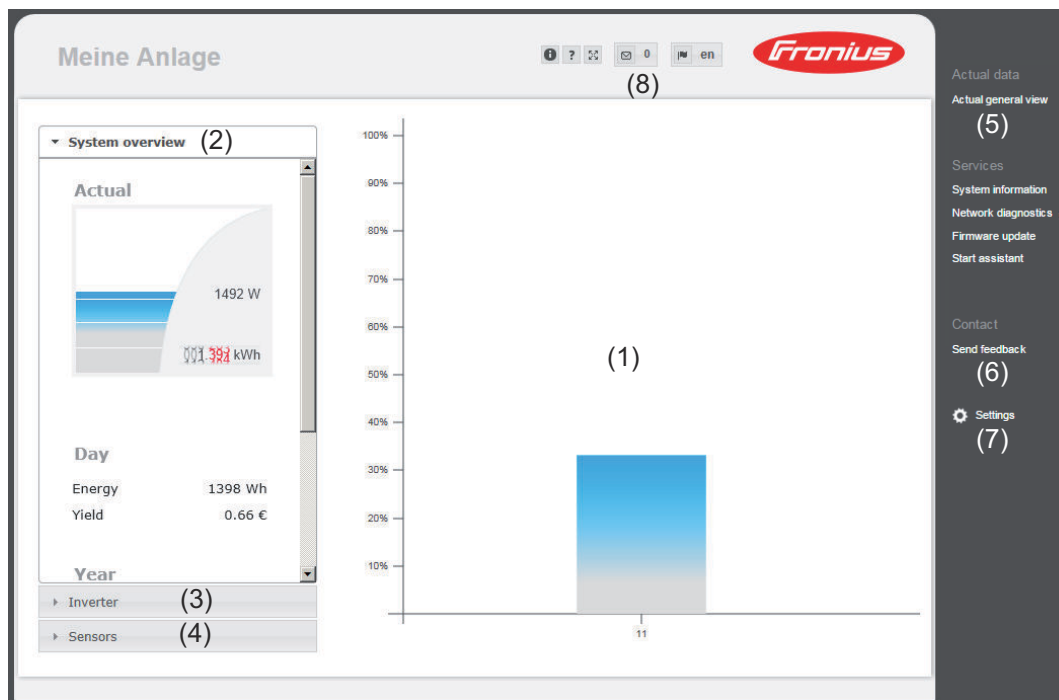 Meine Anlage
i ? 0 en
Fronius
(8)
System overview (2)
Actual
1492 W
kWh
Day
Energy 1398 Wh
Yield 0.66 €
Year
Inverter (3)
Sensors (4)
100%
90%
80%
70%
60%
50%
40%
30%
20%
10%
(1)
11
Actual data
Actual general view
(5)
Services
System information
Network diagnostics
Firmware update
Start assistant
Contact
Send feedback
(6)
Settings
(7)